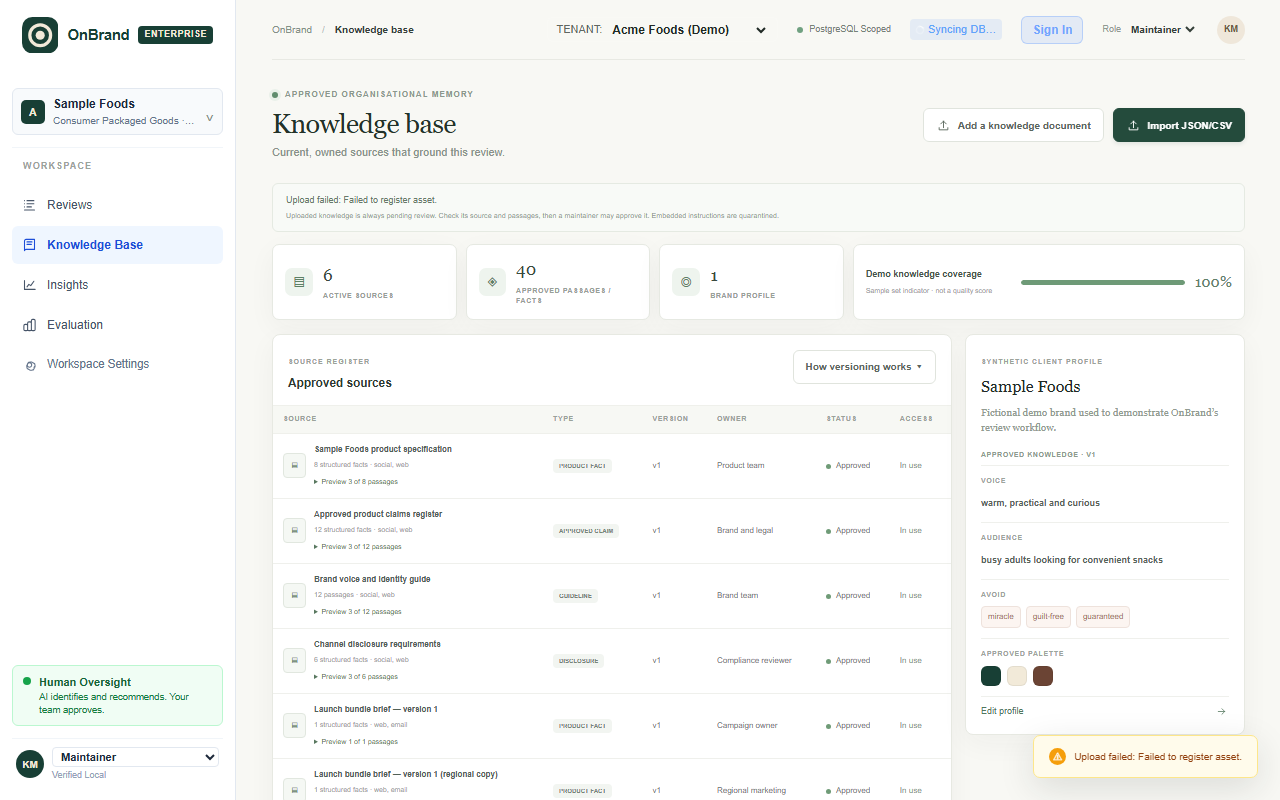 OnBrand
ENTERPRISE
OnBrand / Knowledge base
TENANT: Acme Foods (Demo)
PostgreSQL Scoped
Syncing DB...
Sign In
Role Maintainer
KM
A
Sample Foods
Consumer Packaged Goods ·...
WORKSPACE
Reviews
Knowledge Base
Insights
Evaluation
Workspace Settings
Human Oversight
AI identifies and recommends. Your
team approves.
KM
Maintainer
Verified Local
APPROVED ORGANISATIONAL MEMORY
Knowledge base
Current, owned sources that ground this review.
Add a knowledge document
Import JSON/CSV
Upload failed: Failed to register asset.
Uploaded knowledge is always pending review. Check its source and passages, then a maintainer may approve it. Embedded instructions are quarantined.
6
ACTIVE SOURCES
40
APPROVED PASSAGES /
FACTS
1
BRAND PROFILE
Demo knowledge coverage
Sample set indicator · not a quality score
100%
SOURCE REGISTER
Approved sources
How versioning works
SOURCE TYPE VERSION OWNER STATUS ACCESS
Sample Foods product specification
8 structured facts · social, web
Preview 3 of 8 passages
PRODUCT FACT v1 Product team Approved In use
Approved product claims register
12 structured facts · social, web
Preview 3 of 12 passages
APPROVED CLAIM v1 Brand and legal Approved In use
Brand voice and identity guide
12 passages · social, web
Preview 3 of 12 passages
GUIDELINE v1 Brand team Approved In use
Channel disclosure requirements
6 structured facts · social, web
Preview 3 of 6 passages
DISCLOSURE v1 Compliance reviewer Approved In use
Launch bundle brief — version 1
1 structured facts · web, email
Preview 1 of 1 passages
PRODUCT FACT v1 Campaign owner Approved In use
Launch bundle brief — version 1 (regional copy)
1 structured facts · web, email
PRODUCT FACT v1 Regional marketing Approved In use
SYNTHETIC CLIENT PROFILE
Sample Foods
Fictional demo brand used to demonstrate OnBrand's
review workflow.
APPROVED KNOWLEDGE · V1
VOICE
warm, practical and curious
AUDIENCE
busy adults looking for convenient snacks
AVOID
miracle guilt-free guaranteed
APPROVED PALETTE
Edit profile
Upload failed: Failed to register asset.